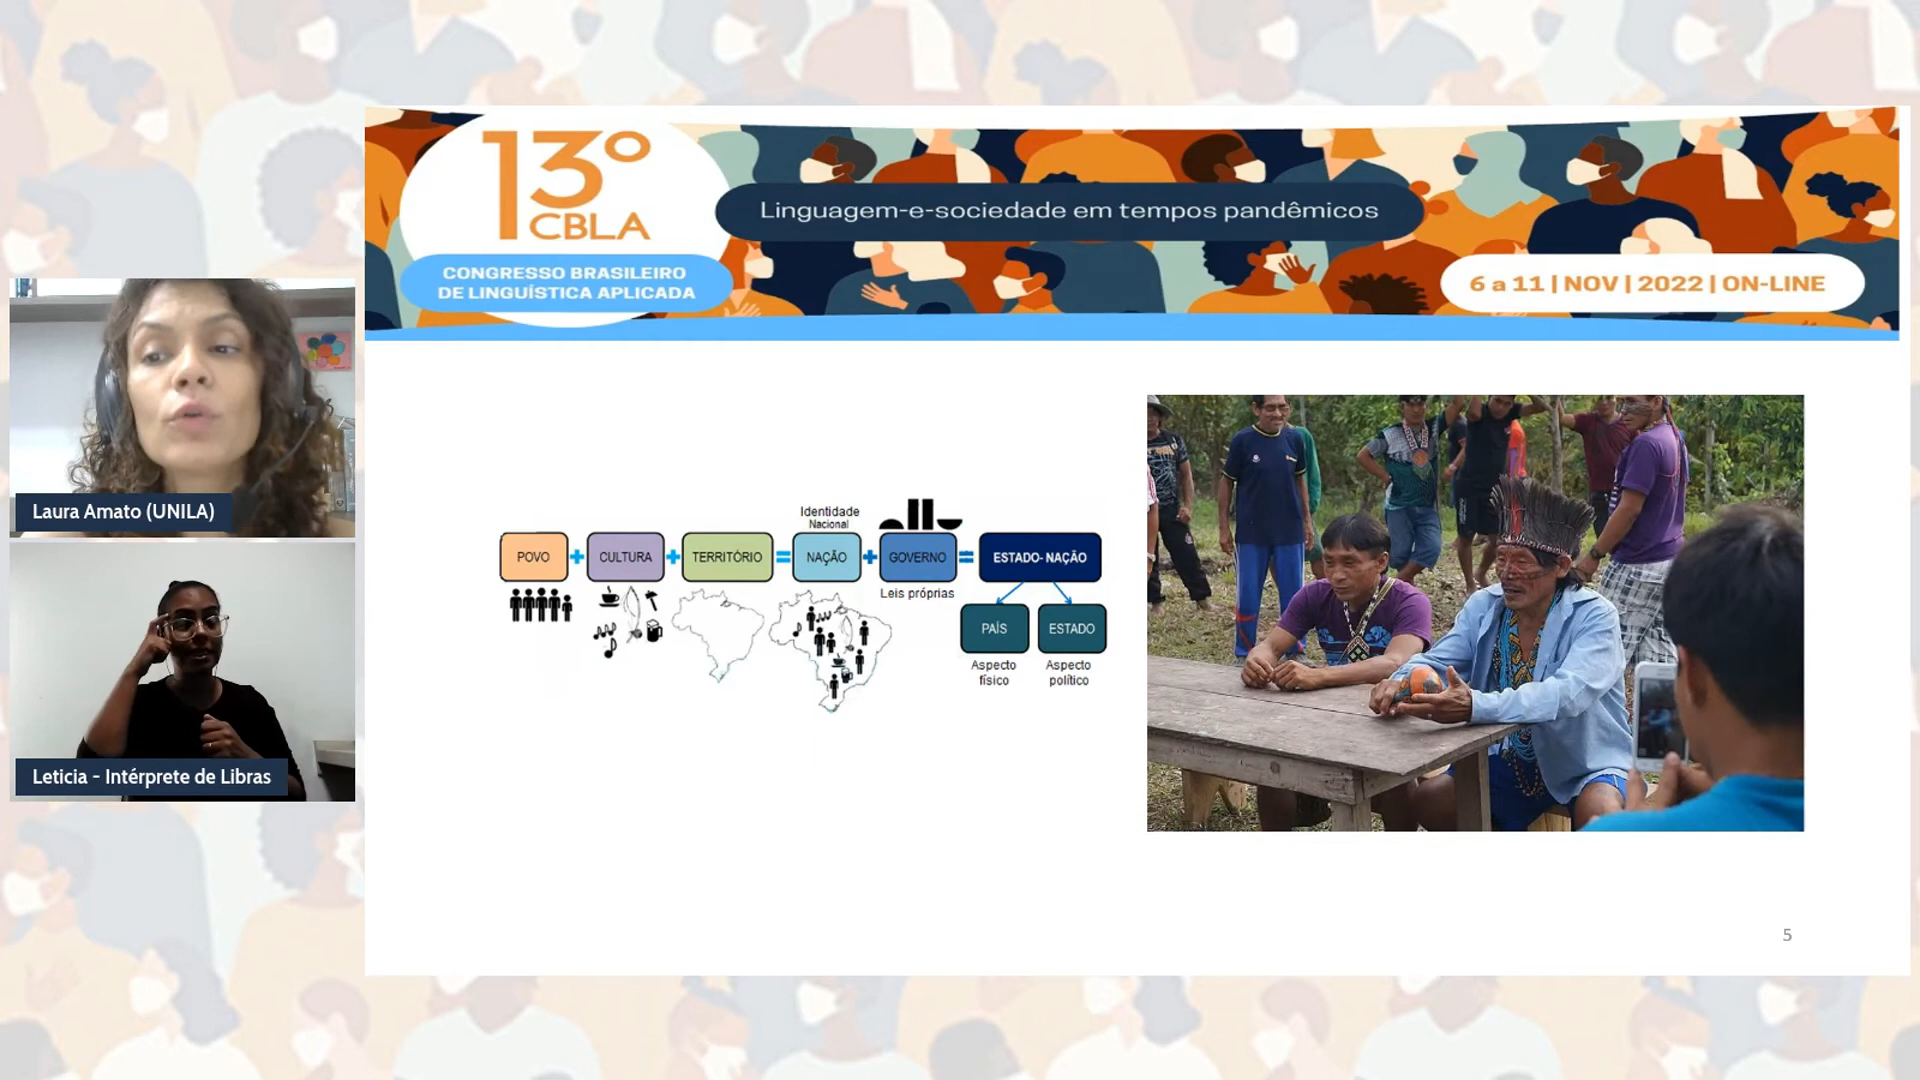 13º
CBLA
CONGRESSO BRASILEIRO
DE LINGUÍSTICA APLICADA
Linguagem-e-sociedade em tempos pandêmicos
6 a 11 | NOV | 2022 | ON-LINE
Laura Amato (UNILA)
Leticia - Intérprete de Libras
Identidade
Nacional
POVO + CULTURA + TERRITÓRIO = NAÇÃO + GOVERNO = ESTADO- NAÇÃO
Leis próprias
PAÍS
ESTADO
Aspecto
físico
Aspecto
político
5